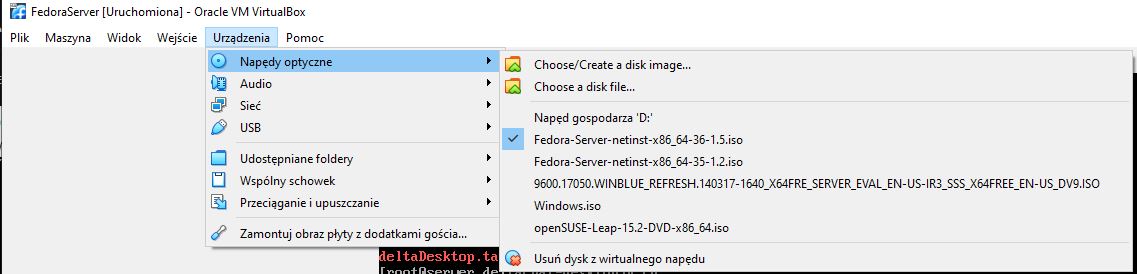 FedoraServer [Uruchomiona] - Oracle VM VirtualBox
Plik Maszyna Widok Wejście Urządzenia Pomoc
Napędy optyczne
Audio
Sieć
USB
Udostępniane foldery
Wspólny schowek
Przeciąganie i upuszczanie
Zamontuj obraz płyty z dodatkami gościa...
Choose/Create a disk image...
Choose a disk file...
Napęd gospodarza 'D:'
Fedora-Server-netinst-x86_64-36-1.5.iso
Fedora-Server-netinst-x86_64-35-1.2.iso
9600.17050.WINBLUE_REFRESH.140317-1640_X64FRE_SERVER_EVAL_EN-US-IR3_SSS_X64FREE_EN-US_DV9.ISO
Windows.iso
openSUSE-Leap-15.2-DVD-x86_64.iso
Usuń dysk z wirtualnego napędu
deltaDesktop.ta